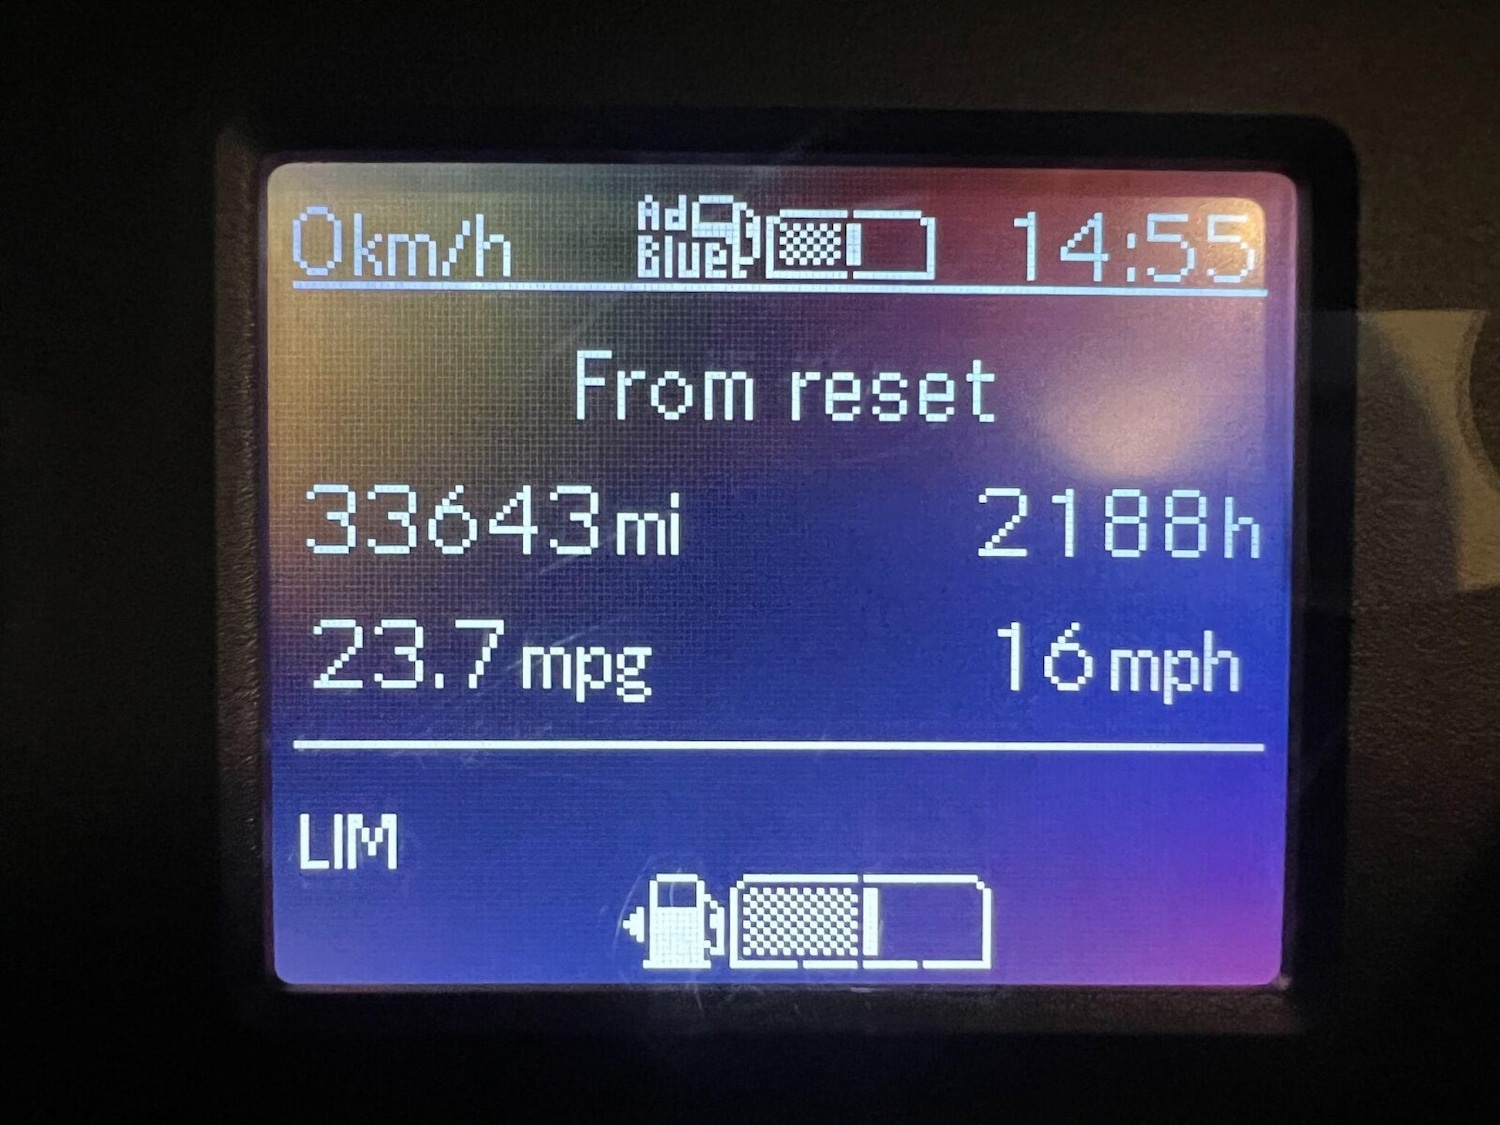 0km/h Ad Blue 14:55
From reset
33643mi 2188h
23.7mpg 16mph
LIM